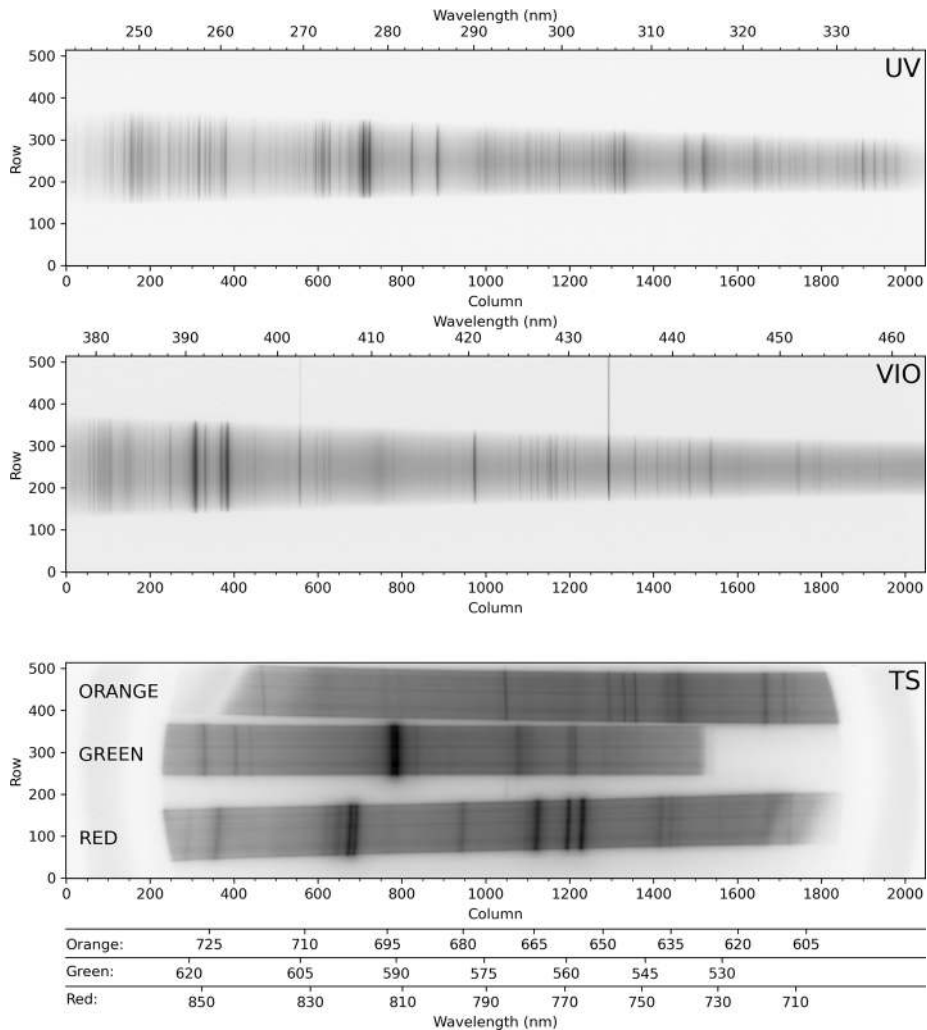 Wavelength (nm)
250 260 270 280 290 300 310 320 330
UV
500
400
300
200
100
0
Row
0 200 400 600 800 1000 1200 1400 1600 1800 2000
Column
Wavelength (nm)
380 390 400 410 420 430 440 450 460
VIO
500
400
300
200
100
0
Row
0 200 400 600 800 1000 1200 1400 1600 1800 2000
Column
TS
500
400
300
200
100
0
Row
ORANGE
GREEN
RED
0 200 400 600 800 1000 1200 1400 1600 1800 2000
Column
Orange: 725 710 695 680 665 650 635 620 605
Green: 620 605 590 575 560 545 530
Red: 850 830 810 790 770 750 730 710
Wavelength (nm)